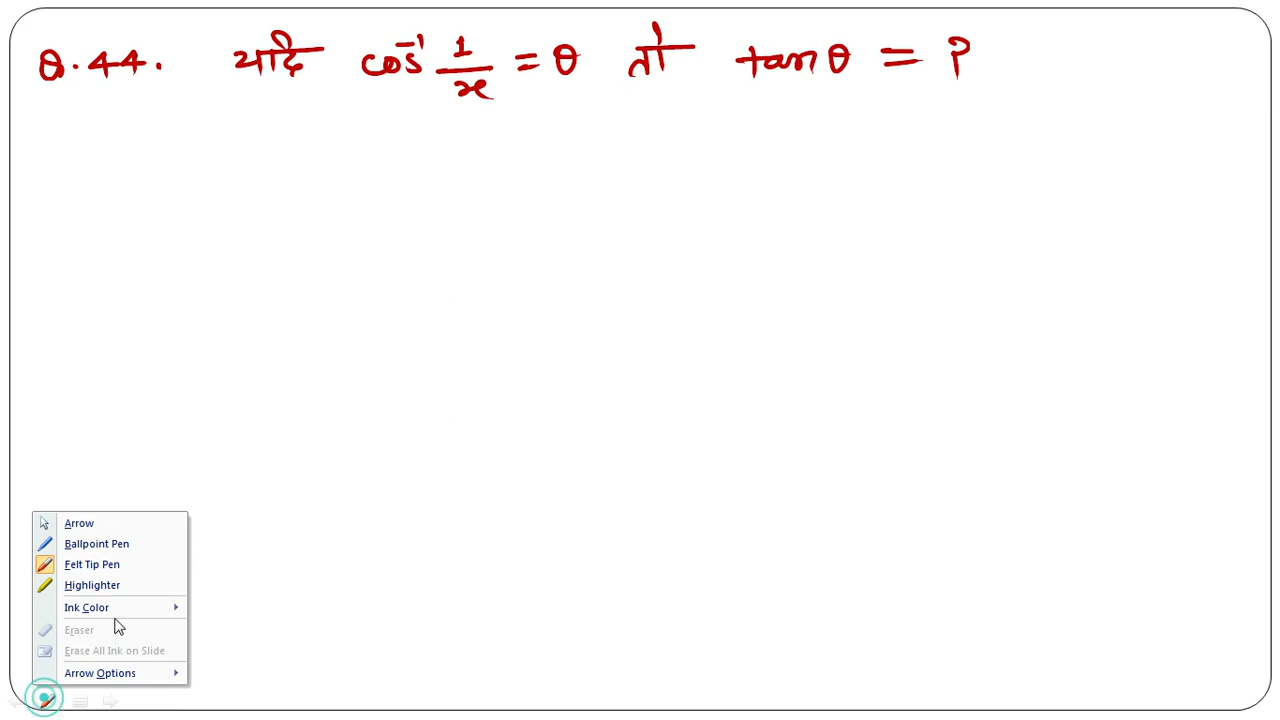 Q.44. यदि cos⁻¹ 1/x = θ तो tanθ = ?
Arrow
Ballpoint Pen
Felt Tip Pen
Highlighter
Ink Color
Eraser
Erase All Ink on Slide
Arrow Options